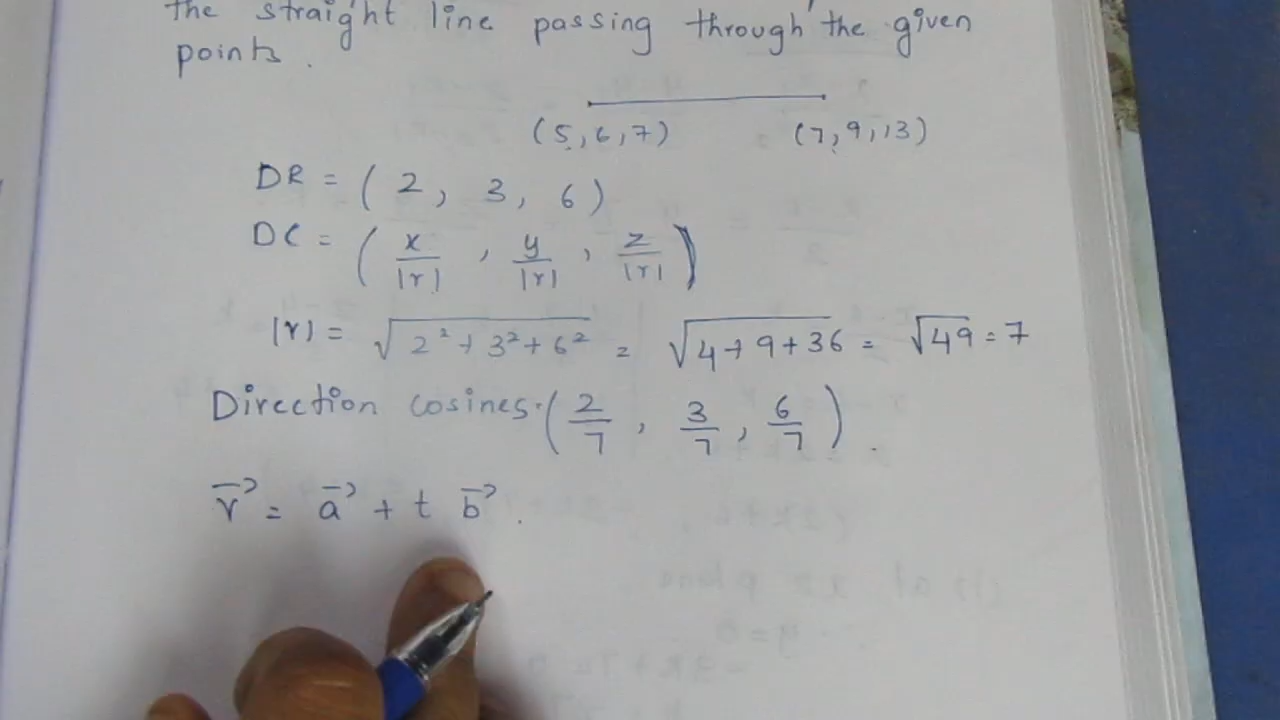 the straight line passing through the given
points.
(5,6,7) (7,9,13)
DR = ( 2, 3, 6 )
DC = ( x/|r| , y/|r| , z/|r| )
|r| = √(2²+3²+6²) = √(4+9+36) = √49 = 7
Direction cosines. ( 2/7 , 3/7 , 6/7 ) .
r⃗ = a⃗ + t b⃗ .